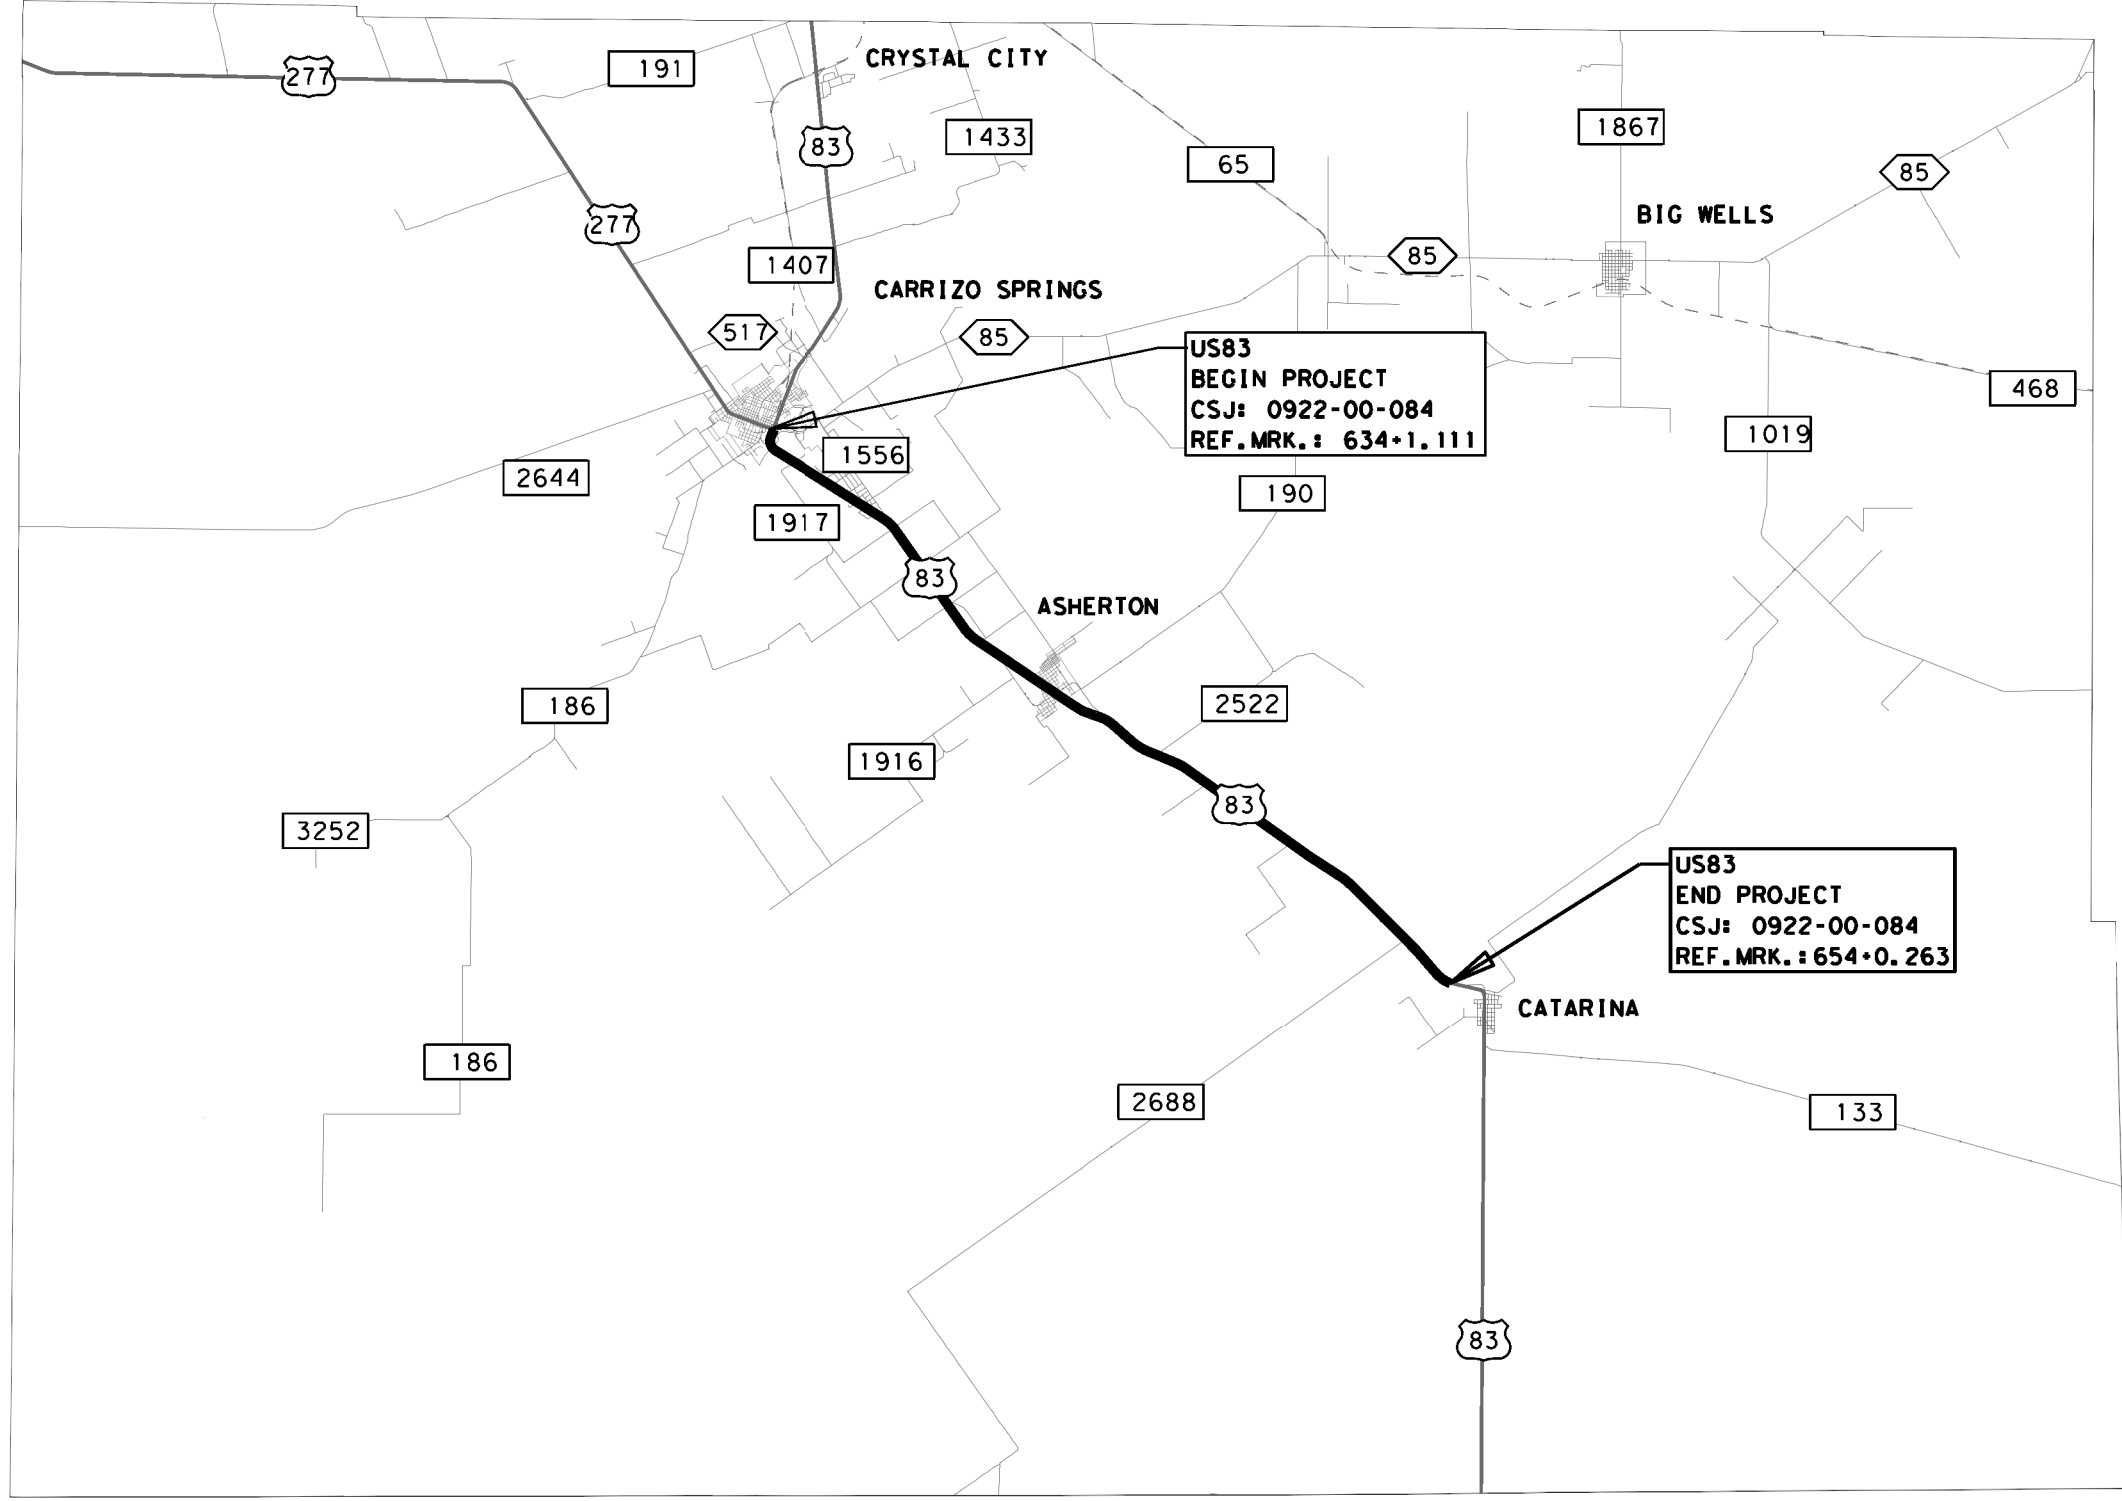 CRYSTAL CITY
277
191
83
1433
65
1867
85
BIG WELLS
277
1407
85
CARRIZO SPRINGS
517
85
US83
BEGIN PROJECT
CSJ: 0922-00-084
REF.MRK.: 634+1.111
468
1019
1556
2644
190
1917
83
ASHERTON
186
2522
1916
83
3252
US83
END PROJECT
CSJ: 0922-00-084
REF.MRK.:654+0.263
CATARINA
186
2688
133
83